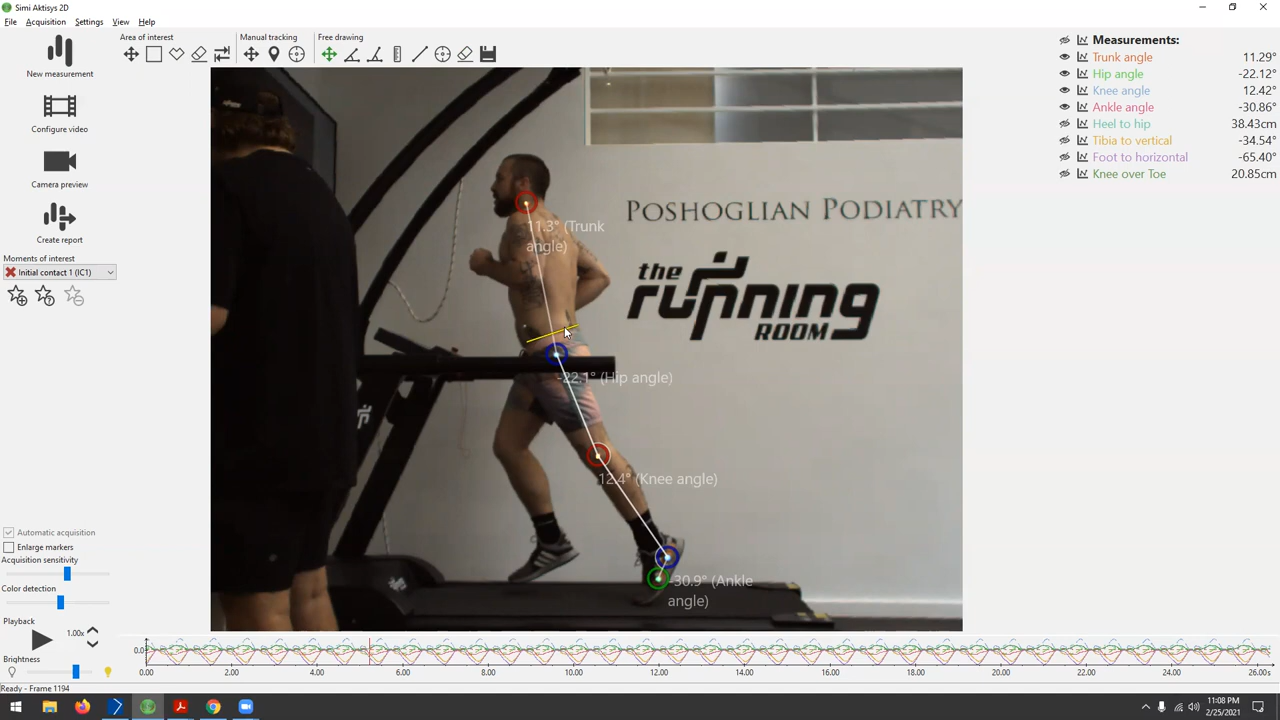 Simi Aktisys 2D
File Acquisition Settings View Help
New measurement
Configure video
Camera preview
Create report
Moments of interest
Initial contact 1 (IC1)
Automatic acquisition
Enlarge markers
Acquisition sensitivity
Color detection
Playback
1.00x
Brightness
Ready - Frame 1194
Area of interest
Manual tracking
Free drawing
11.3° (Trunk
angle)
-22.1° (Hip angle)
12.4° (Knee angle)
-30.9° (Ankle
angle)
POSHOGLIAN PODIATRY
the
running
ROOM
Measurements:
Trunk angle 11.29°
Hip angle -22.12°
Knee angle 12.42°
Ankle angle -30.86°
Heel to hip 38.43cm
Tibia to vertical -34.54°
Foot to horizontal -65.40°
Knee over Toe 20.85cm
0.0
0.00 2.00 4.00 6.00 8.00 10.00 12.00 14.00 16.00 18.00 20.00 22.00 24.00 26.00s
11:08 PM
2/25/2021